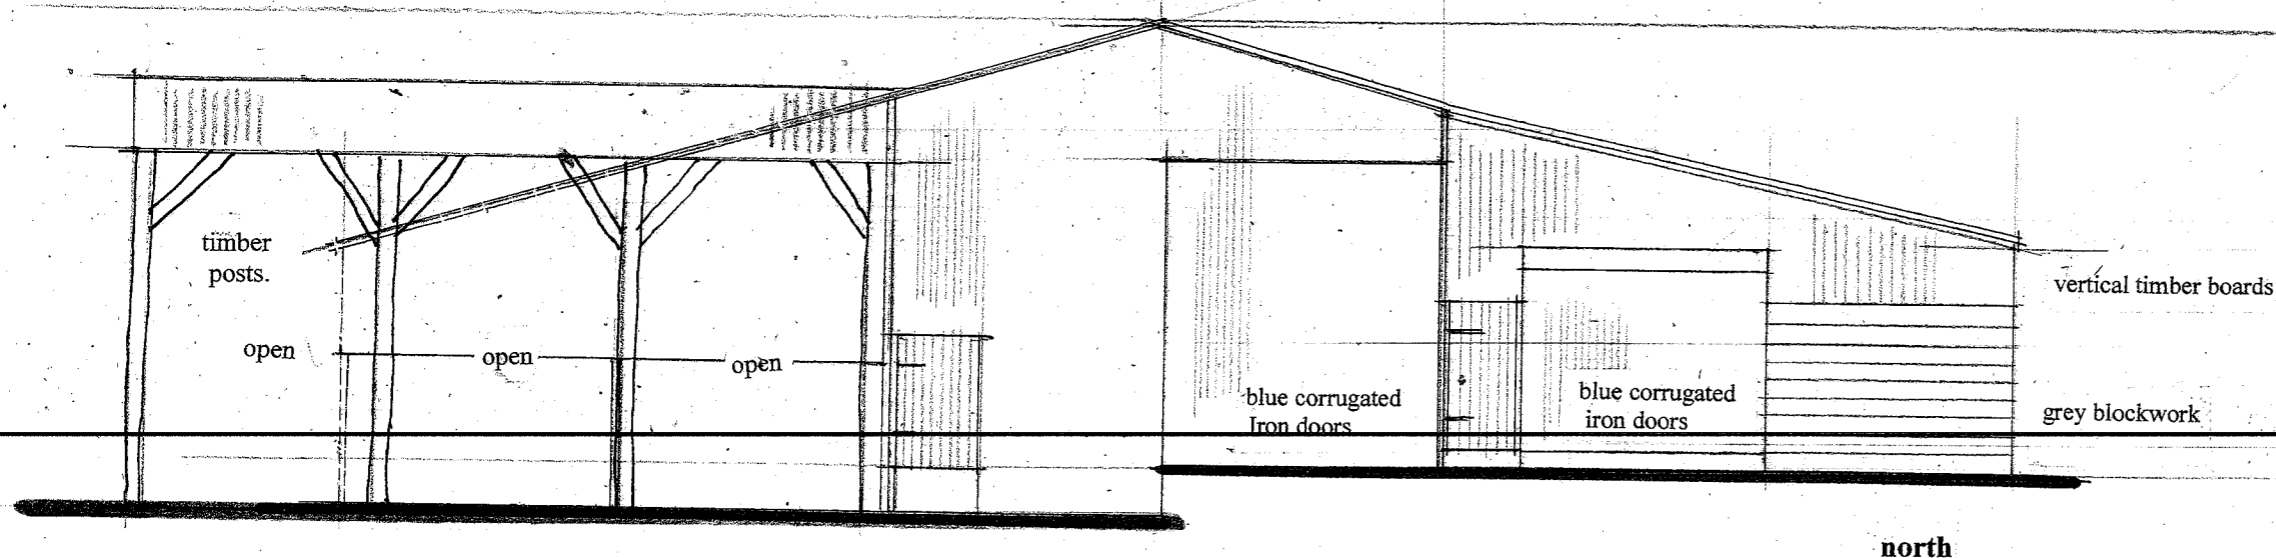 timber
posts.
open
open
open
blue corrugated
Iron doors
blue corrugated
iron doors
vertical timber boards
grey blockwork
north